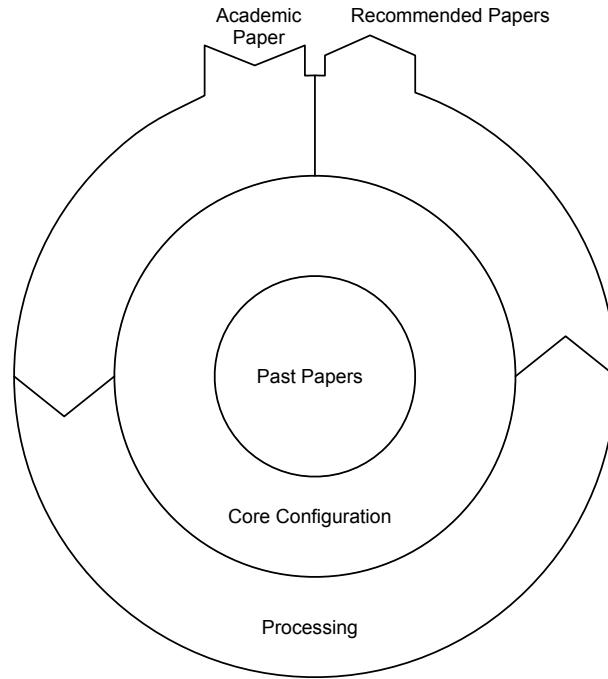 Academic
Paper
Recommended Papers
Past Papers
Core Configuration
Processing